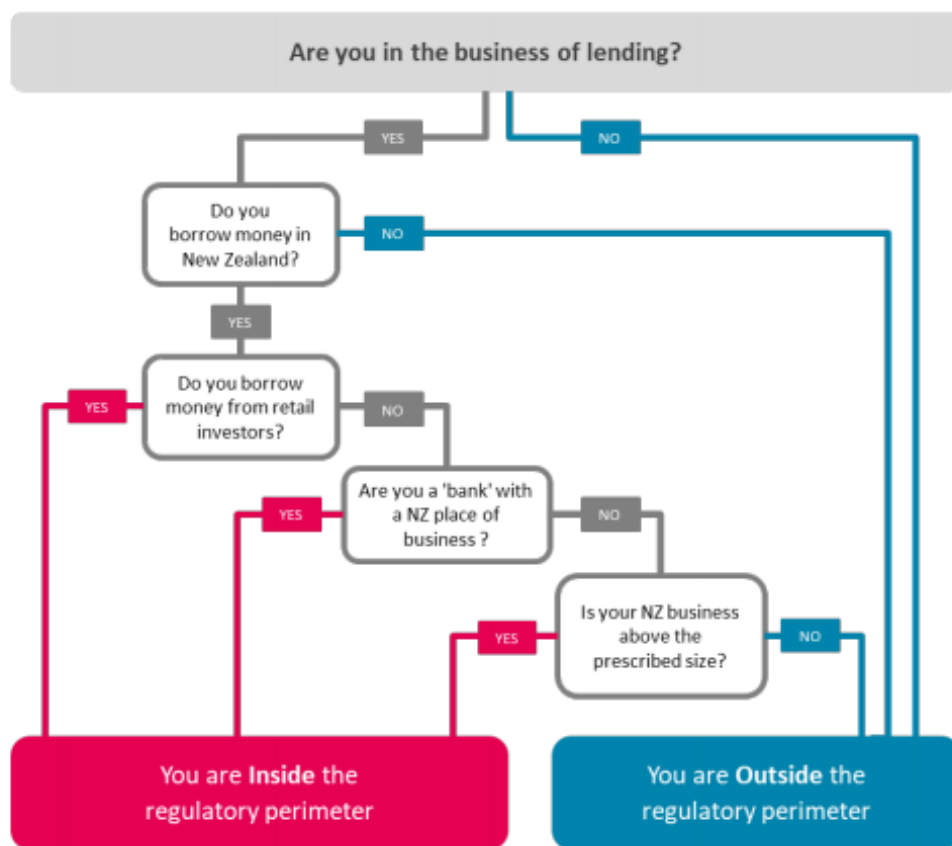 Are you in the business of lending?
YES
NO
Do you
borrow money in
New Zealand?
NO
YES
Do you borrow
money from retail
investors?
YES
NO
Are you a 'bank' with
a NZ place of
business ?
YES
NO
Is your NZ business
above the
prescribed size?
YES
NO
You are Inside the
regulatory perimeter
You are Outside the
regulatory perimeter